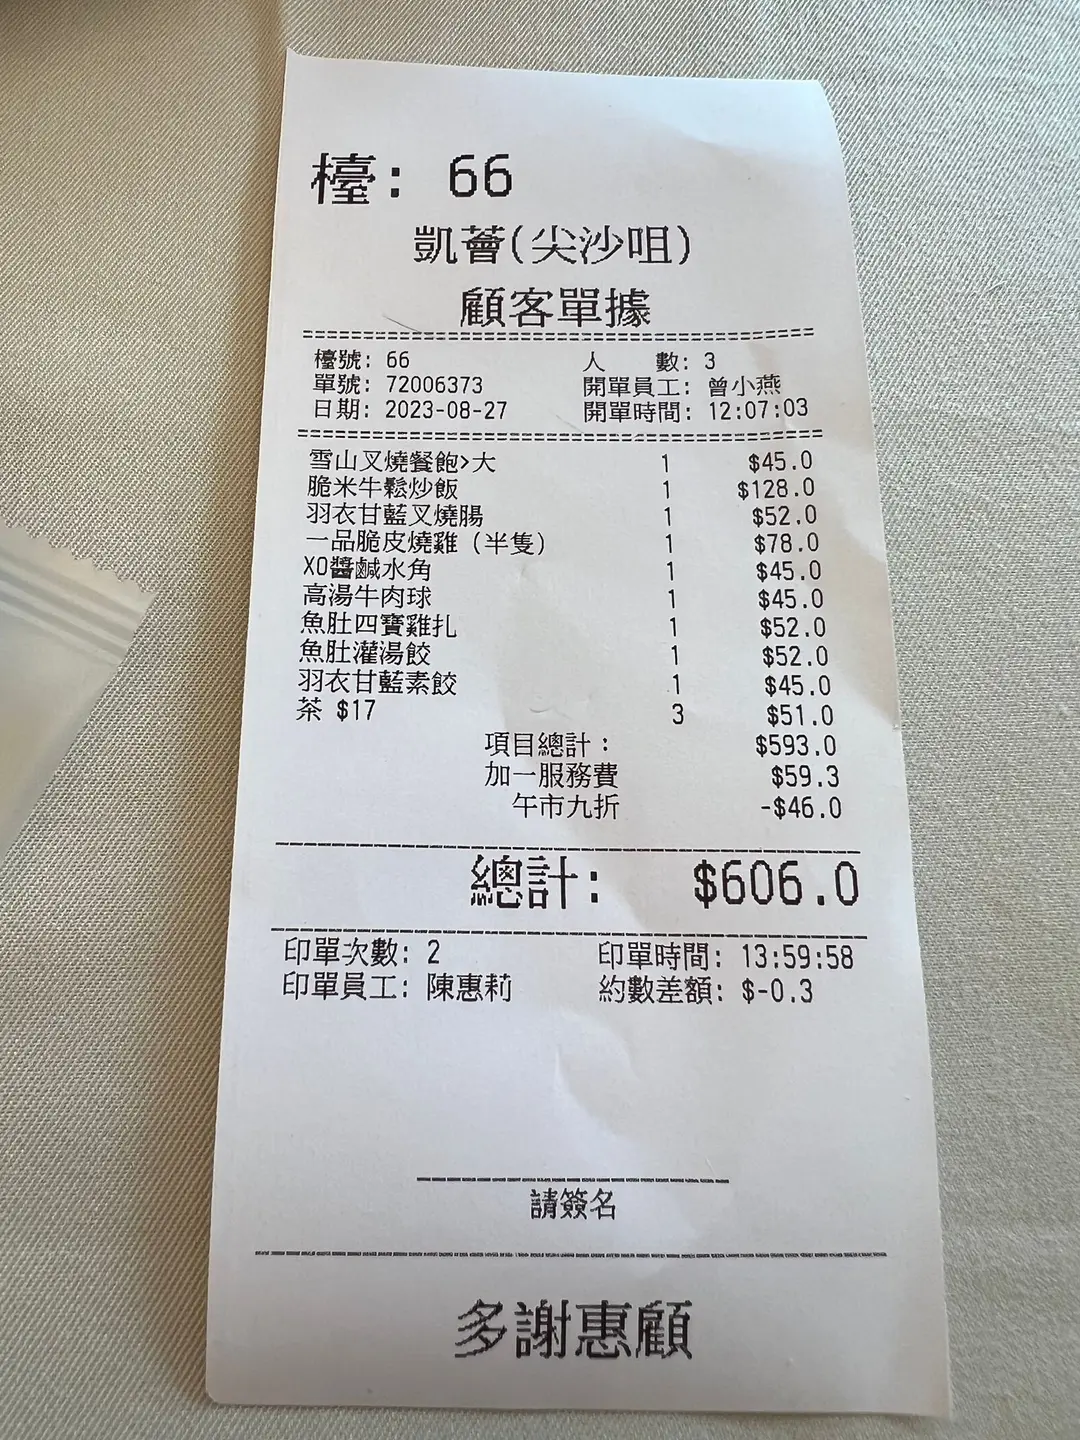 檯: 66
凱薈(尖沙咀)
顧客單據
檯號: 66 人 數: 3
單號: 72006373 開單員工: 曾小燕
日期: 2023-08-27 開單時間: 12:07:03
雪山叉燒餐飽>大 1 $45.0
脆米牛鬆炒飯 1 $128.0
羽衣甘藍叉燒腸 1 $52.0
一品脆皮燒雞 (半隻) 1 $78.0
XO醬鹹水角 1 $45.0
高湯牛肉球 1 $45.0
魚肚四寶雞扎 1 $52.0
魚肚灌湯餃 1 $52.0
羽衣甘藍素餃 1 $45.0
茶 $17 3 $51.0
項目總計: $593.0
加一服務費 $59.3
午市九折 -$46.0
總計: $606.0
印單次數: 2 印單時間: 13:59:58
印單員工: 陳惠莉 約數差額: $-0.3
請簽名
多謝惠顧